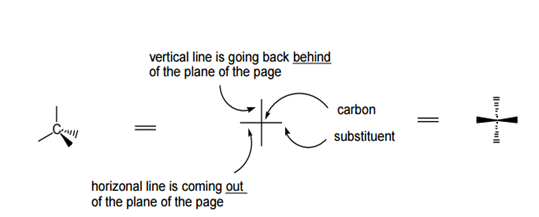 vertical line is going back behind
of the plane of the page
carbon
C
substituent
horizonal line is coming out
of the plane of the page